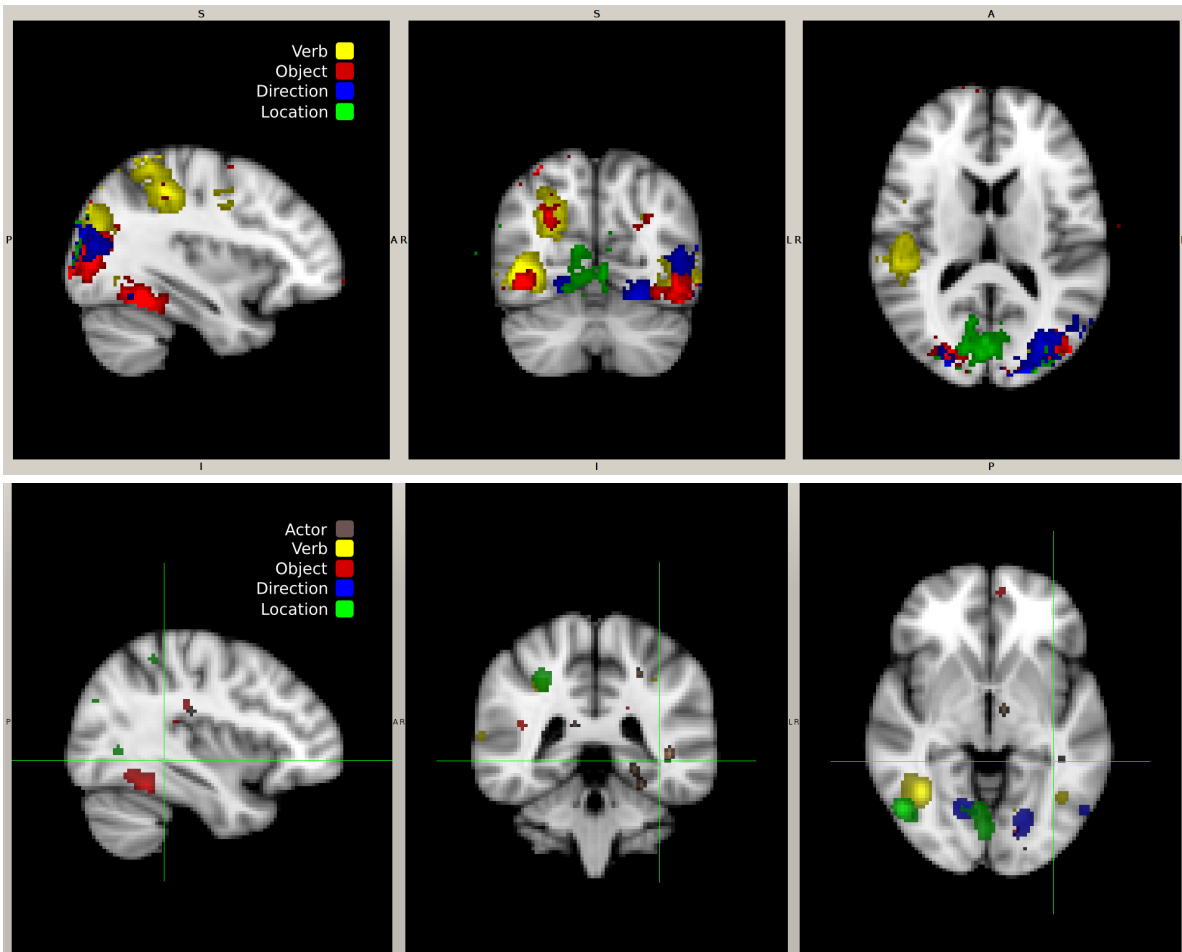 S S A
Verb
Object
Direction
Location
P A R L R
I I P
Actor
Verb
Object
Direction
Location
P A R L R